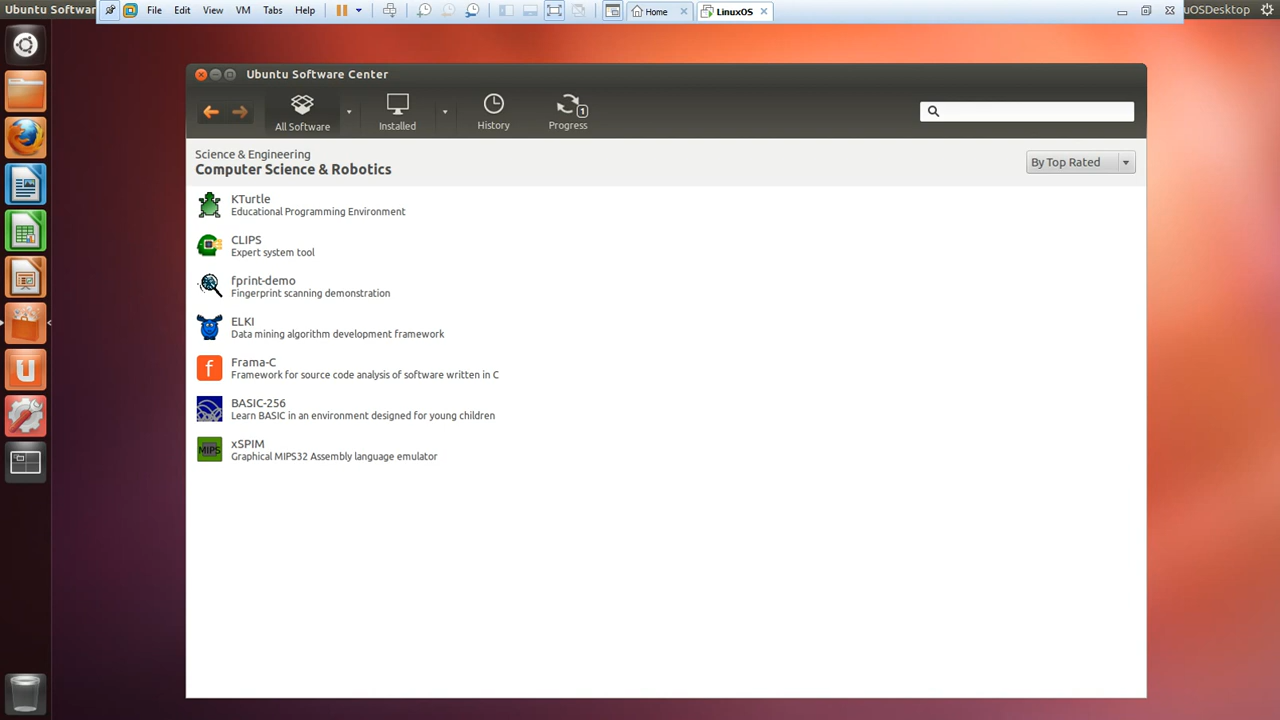 Ubuntu Softwar
File Edit View VM Tabs Help
Home
LinuxOS
uOSDesktop
Ubuntu Software Center
All Software
Installed
History
1
Progress
Science & Engineering
Computer Science & Robotics
By Top Rated
KTurtle
Educational Programming Environment
CLIPS
Expert system tool
fprint-demo
Fingerprint scanning demonstration
ELKI
Data mining algorithm development framework
f
Frama-C
Framework for source code analysis of software written in C
BASIC-256
Learn BASIC in an environment designed for young children
MIPS
xSPIM
Graphical MIPS32 Assembly language emulator